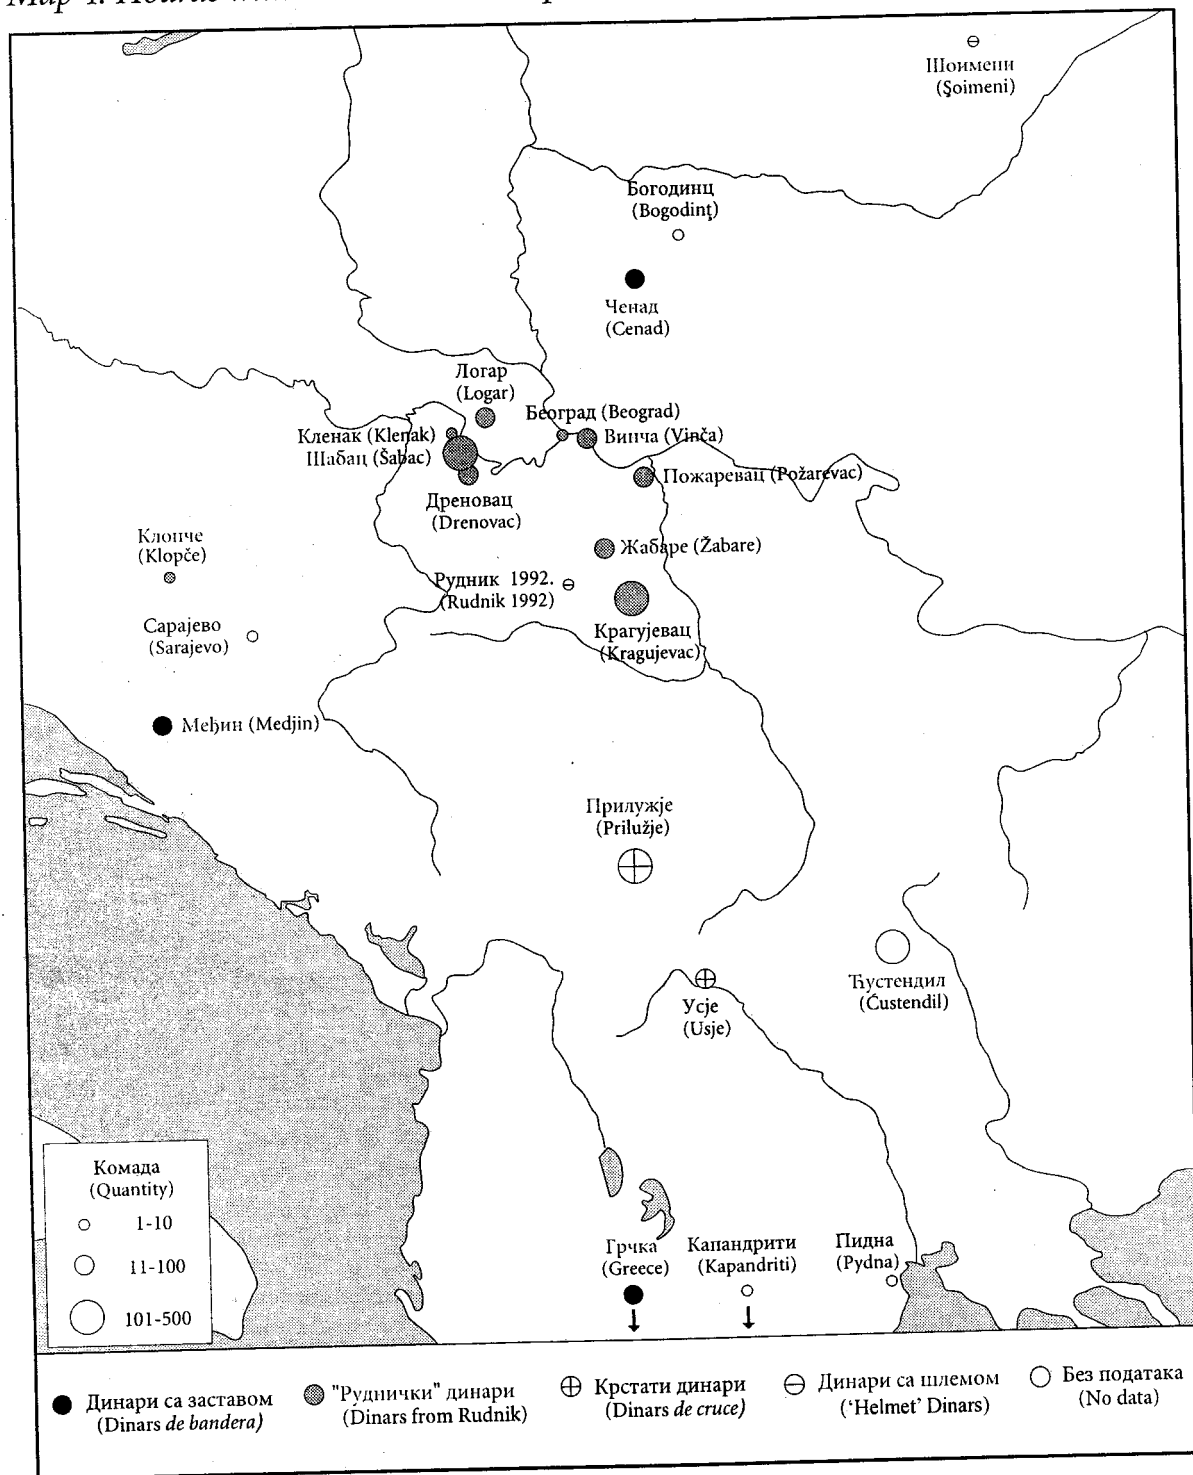 Шоимени
(Şoimeni)
Богодинц
(Bogodinţ)
Ченад
(Cenad)
Логар
(Logar)
Београд (Beograd)
Кленак (Klenak)
Винча (Vinča)
Шабац (Šabac)
Пожаревац (Požarevac)
Дреновац
(Drenovac)
Клопче
(Klopče)
Жабаре (Žabare)
Рудник 1992.
(Rudnik 1992)
Сарајево
(Sarajevo)
Крагујевац
(Kragujevac)
Међин (Medjin)
Прилужје
(Prilužje)
Ћустендил
(Ćustendil)
Усје
(Usje)
Комада
(Quantity)
1-10
11-100
101-500
Грчка
(Greece)
Капандрити
(Kapandriti)
Пидна
(Pydna)
Динари са заставом
(Dinars de bandera)
"Руднички" динари
(Dinars from Rudnik)
Крстати динари
(Dinars de cruce)
Динари са шлемом
('Helmet' Dinars)
Без података
(No data)